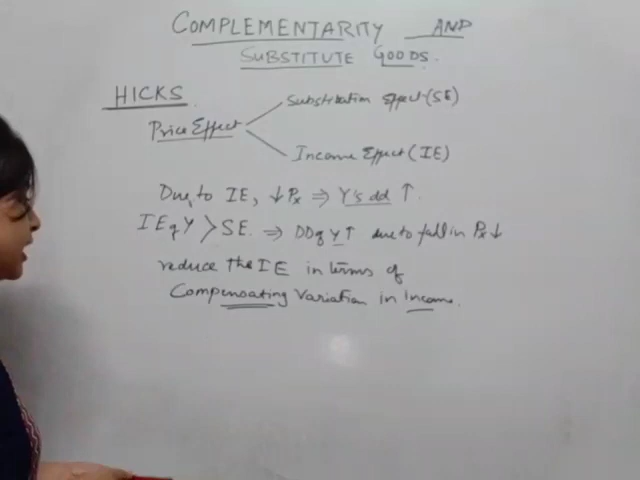 COMPLEMENTARITY AND
SUBSTITUTE GOODS.
HICKS.
Price Effect
Substitution Effect (SE)
Income Effect (IE)
Due to IE, ↓ Px ⇒ Y's dd ↑.
IE of Y > SE. ⇒ DD of Y ↑ due to fall in Px ↓
reduce the IE in terms of
Compensating Variation in Income.